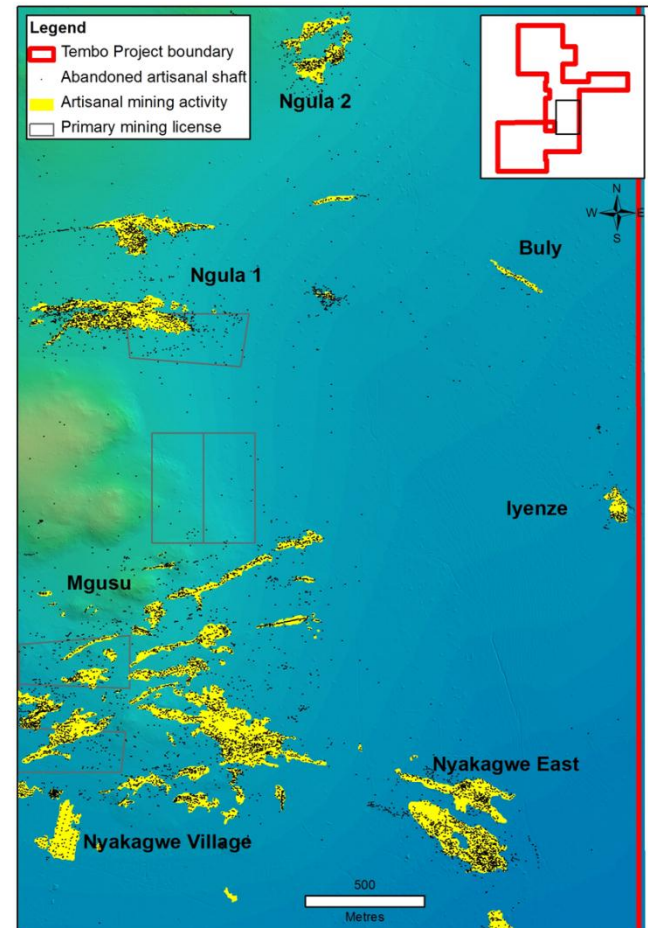 Legend
Tembo Project boundary
Abandoned artisanal shaft
Artisanal mining activity
Primary mining license
Ngula 2
N
W E
S
Buly
Ngula 1
Iyenze
Mgusu
Nyakagwe East
Nyakagwe Village
500
Metres